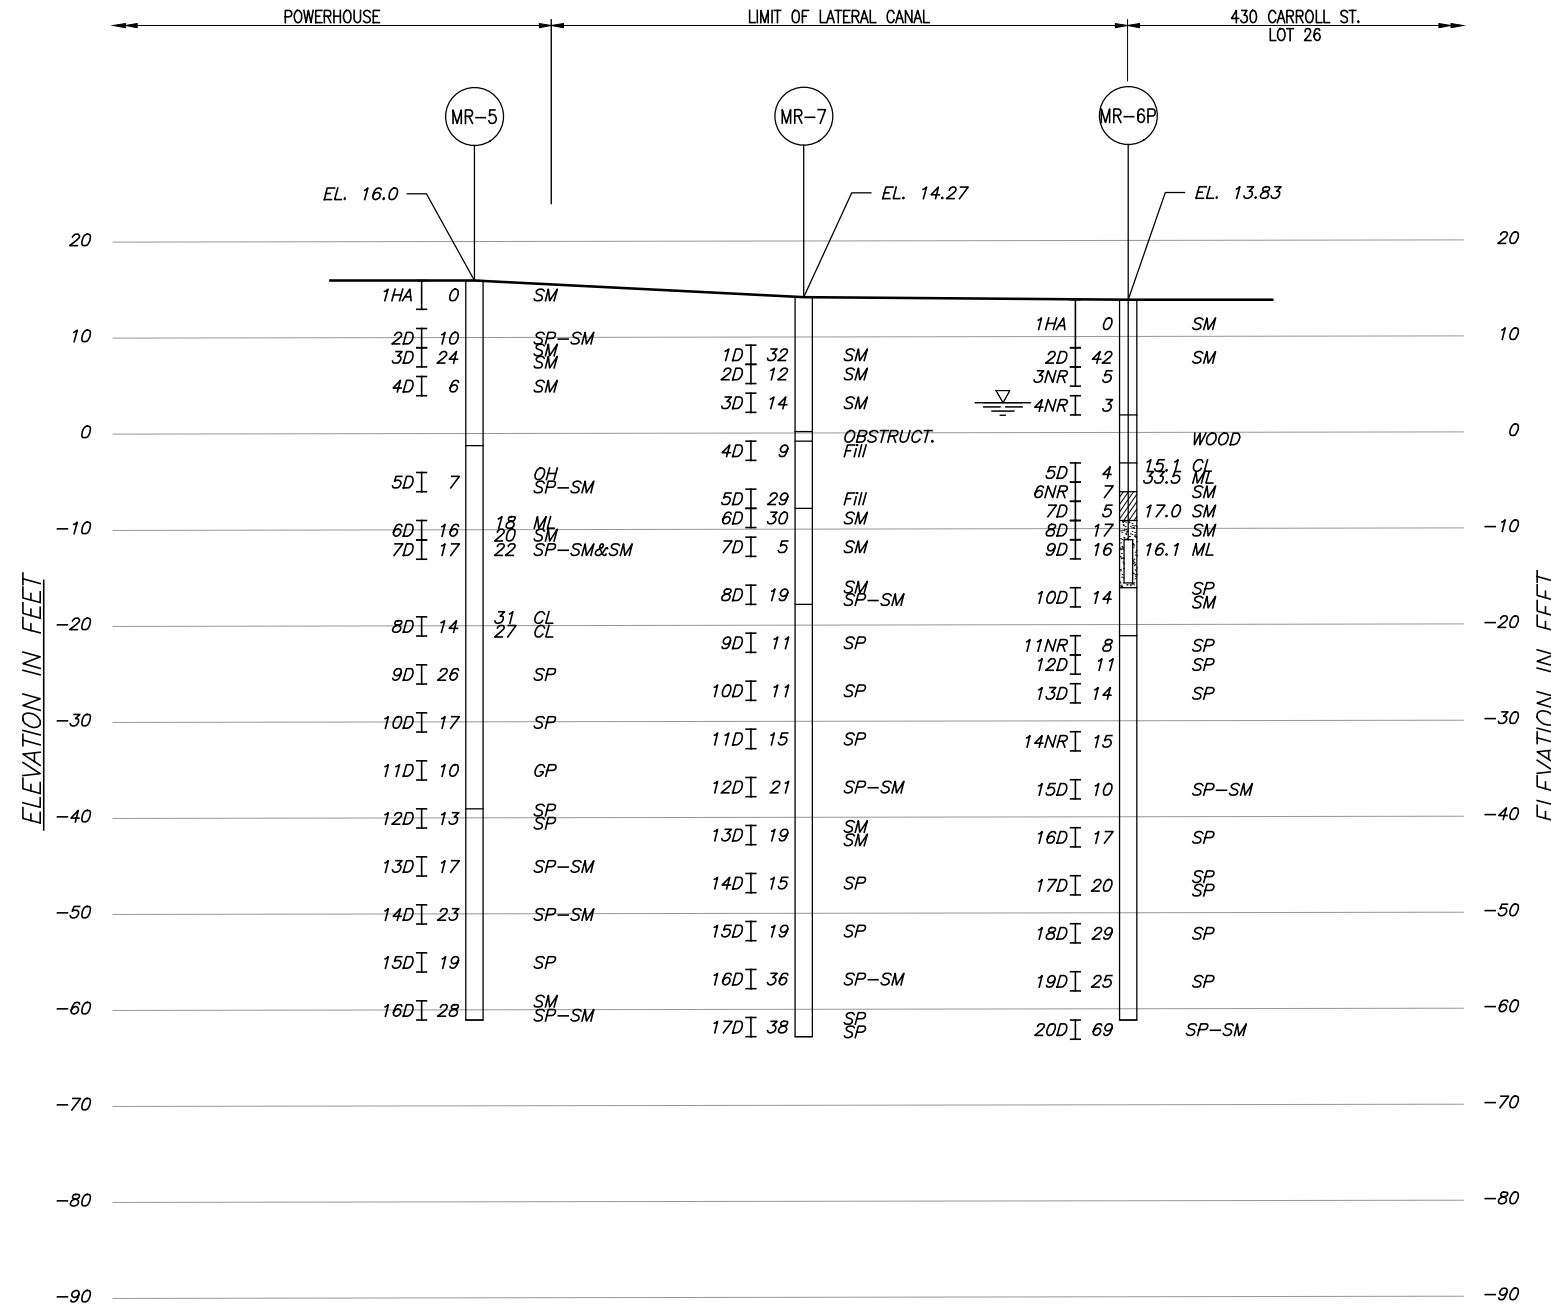 POWERHOUSE
LIMIT OF LATERAL CANAL
430 CARROLL ST.
LOT 26
MR-5
MR-7
MR-6P
EL. 16.0
EL. 14.27
EL. 13.83
ELEVATION IN FEET
20
10
0
-10
-20
-30
-40
-50
-60
-70
-80
-90
1HA 0 SM
2D 10 SP-SM
3D 24 SM
SM
4D 6 SM
5D 7 OH
SP-SM
6D 16 18 ML
20 SM
7D 17 22 SP-SM&SM
8D 14 31 CL
27 CL
9D 26 SP
10D 17 SP
11D 10 GP
12D 13 SP
SP
13D 17 SP-SM
14D 23 SP-SM
15D 19 SP
16D 28 SM
SP-SM
1D 32 SM
2D 12 SM
3D 14 SM
OBSTRUCT.
4D 9 Fill
5D 29 Fill
6D 30 SM
7D 5 SM
8D 19 SM
SP-SM
9D 11 SP
10D 11 SP
11D 15 SP
12D 21 SP-SM
13D 19 SM
SM
14D 15 SP
15D 19 SP
16D 36 SP-SM
17D 38 SP
SP
1HA 0 SM
2D 42 SM
3NR 5
4NR 3
WOOD
5D 4 15.1 CL
33.5 ML
6NR 7 SM
7D 5 17.0 SM
8D 17 SM
9D 16 16.1 ML
10D 14 SP
SM
11NR 8 SP
12D 11 SP
13D 14 SP
14NR 15
15D 10 SP-SM
16D 17 SP
17D 20 SP
SP
18D 29 SP
19D 25 SP
20D 69 SP-SM
20
10
0
-10
-20
-30
-40
-50
-60
-70
-80
-90
ELEVATION IN FEET